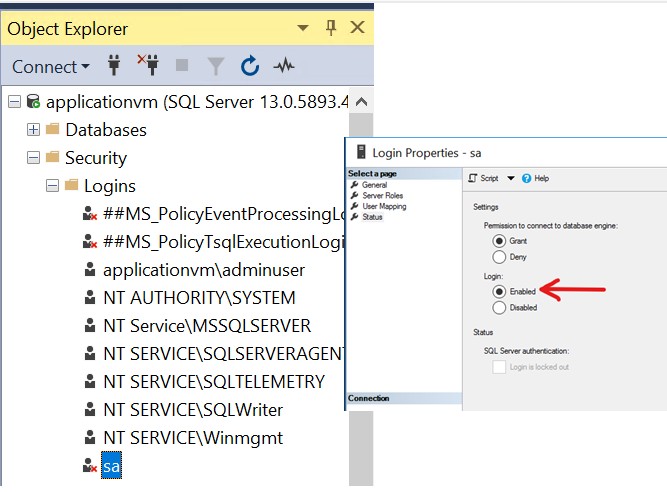 Object Explorer
Connect
applicationvm (SQL Server 13.0.5893.4
Databases
Security
Logins
##MS_PolicyEventProcessingLo
##MS_PolicyTsqlExecutionLogi
applicationvm\adminuser
NT AUTHORITY\SYSTEM
NT Service\MSSQLSERVER
NT SERVICE\SQLSERVERAGENT
NT SERVICE\SQLTELEMETRY
NT SERVICE\SQLWriter
NT SERVICE\Winmgmt
sa
Login Properties - sa
Select a page
General
Server Roles
User Mapping
Status
Connection
Script
Help
Settings
Permission to connect to database engine:
Grant
Deny
Login:
Enabled
Disabled
Status
SQL Server authentication:
Login is locked out